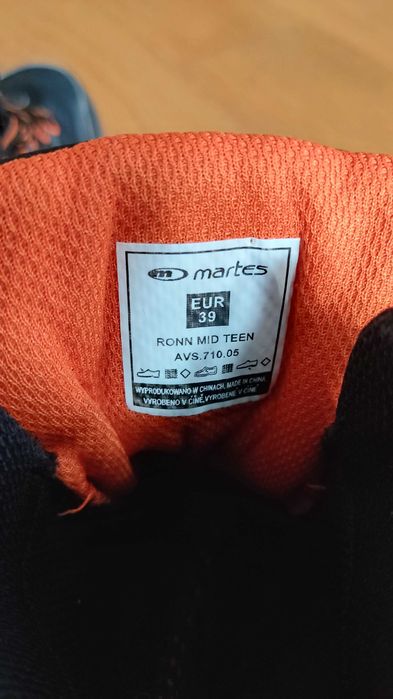 martes
EUR
39
RONN MID TEEN
AVS.710.05
WYPRODUKOWANO W CHINACH, MADE IN CHINA
VYROBENO V ČÍNĚ, VYROBENÉ V ČÍNE